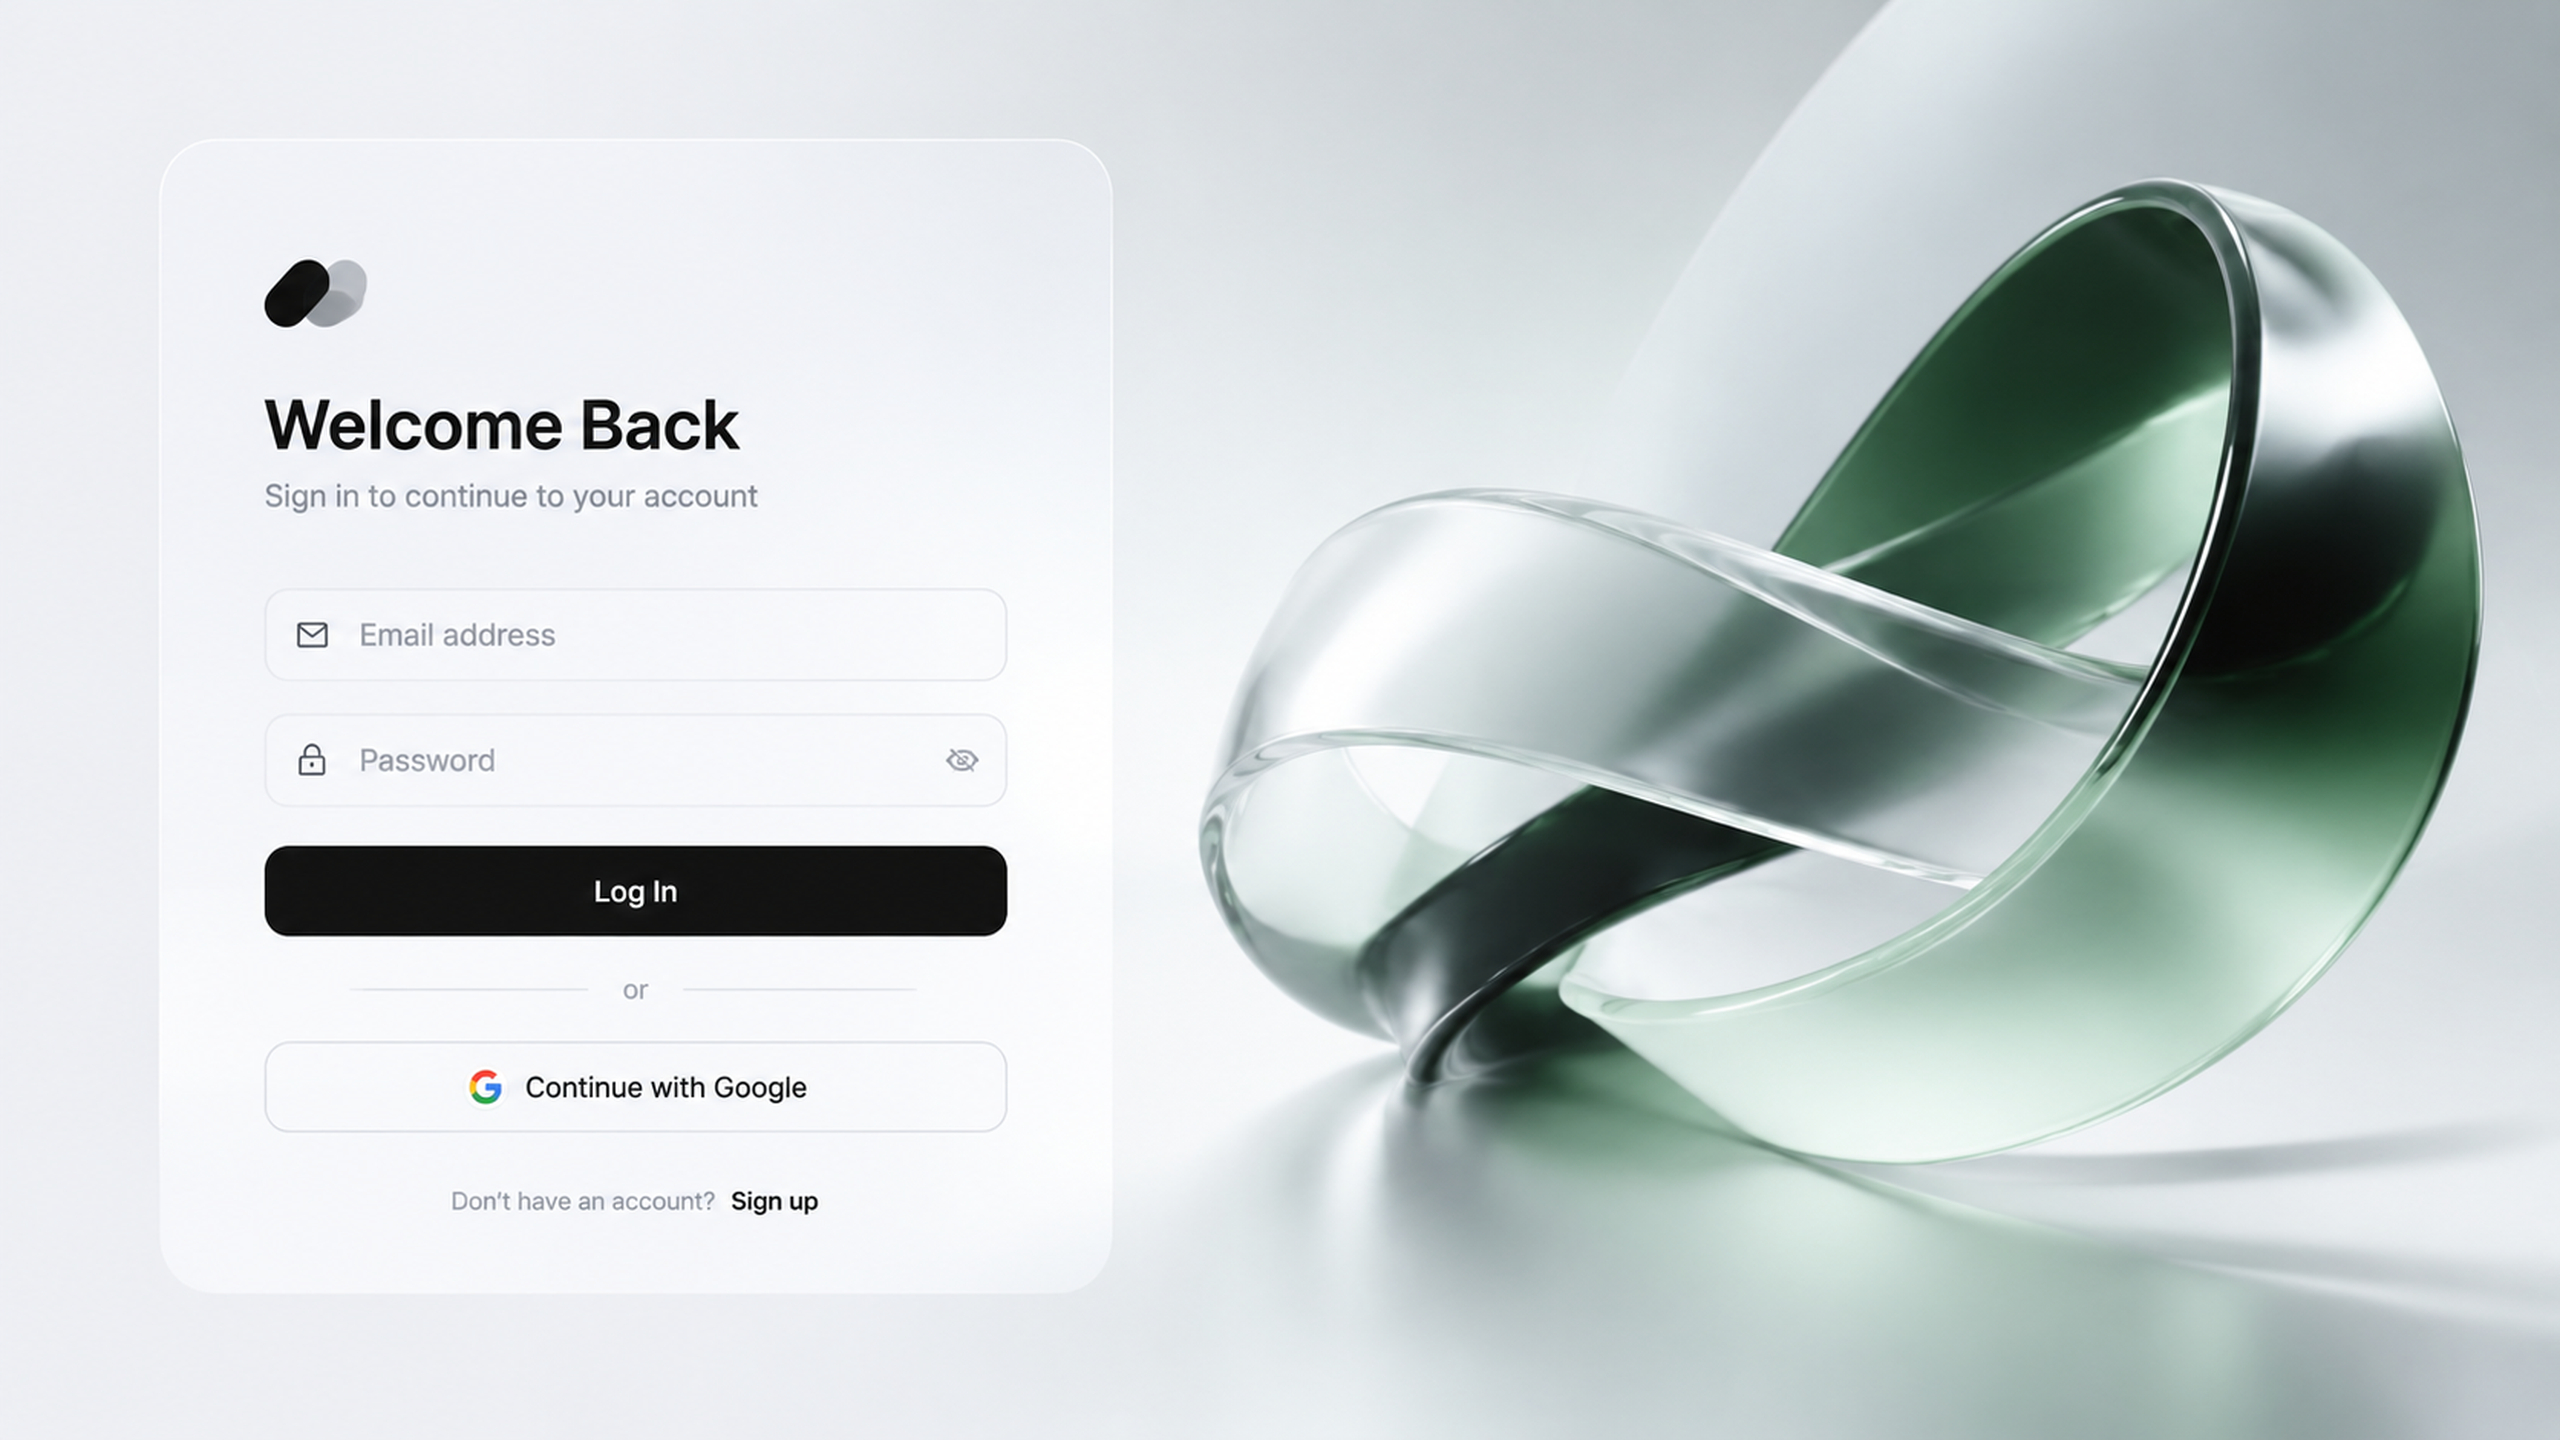 Welcome Back
Sign in to continue to your account
Email address
Password
Log In
or
Continue with Google
Don't have an account? Sign up